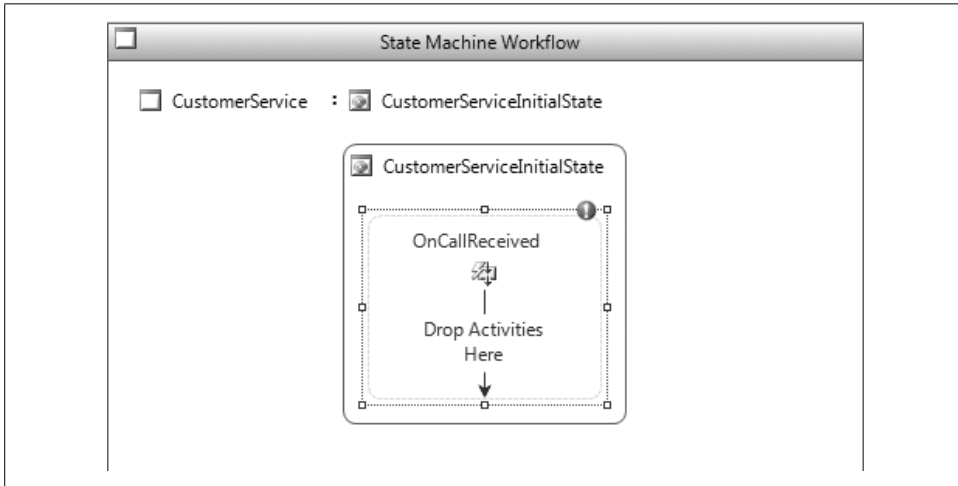 State Machine Workflow
CustomerService : CustomerServiceInitialState
CustomerServiceInitialState
OnCallReceived
Drop Activities
Here